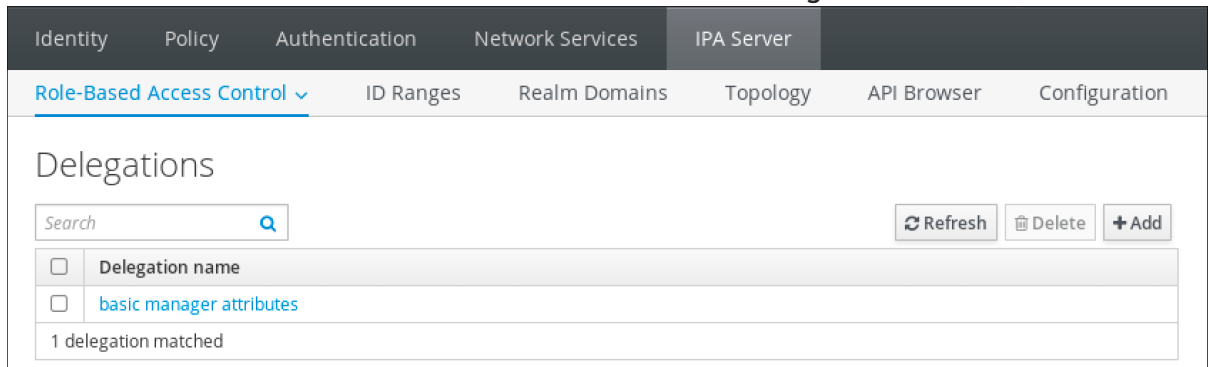 Identity Policy Authentication Network Services IPA Server
Role-Based Access Control ID Ranges Realm Domains Topology API Browser Configuration
Delegations
Search Refresh Delete Add
Delegation name
basic manager attributes
1 delegation matched